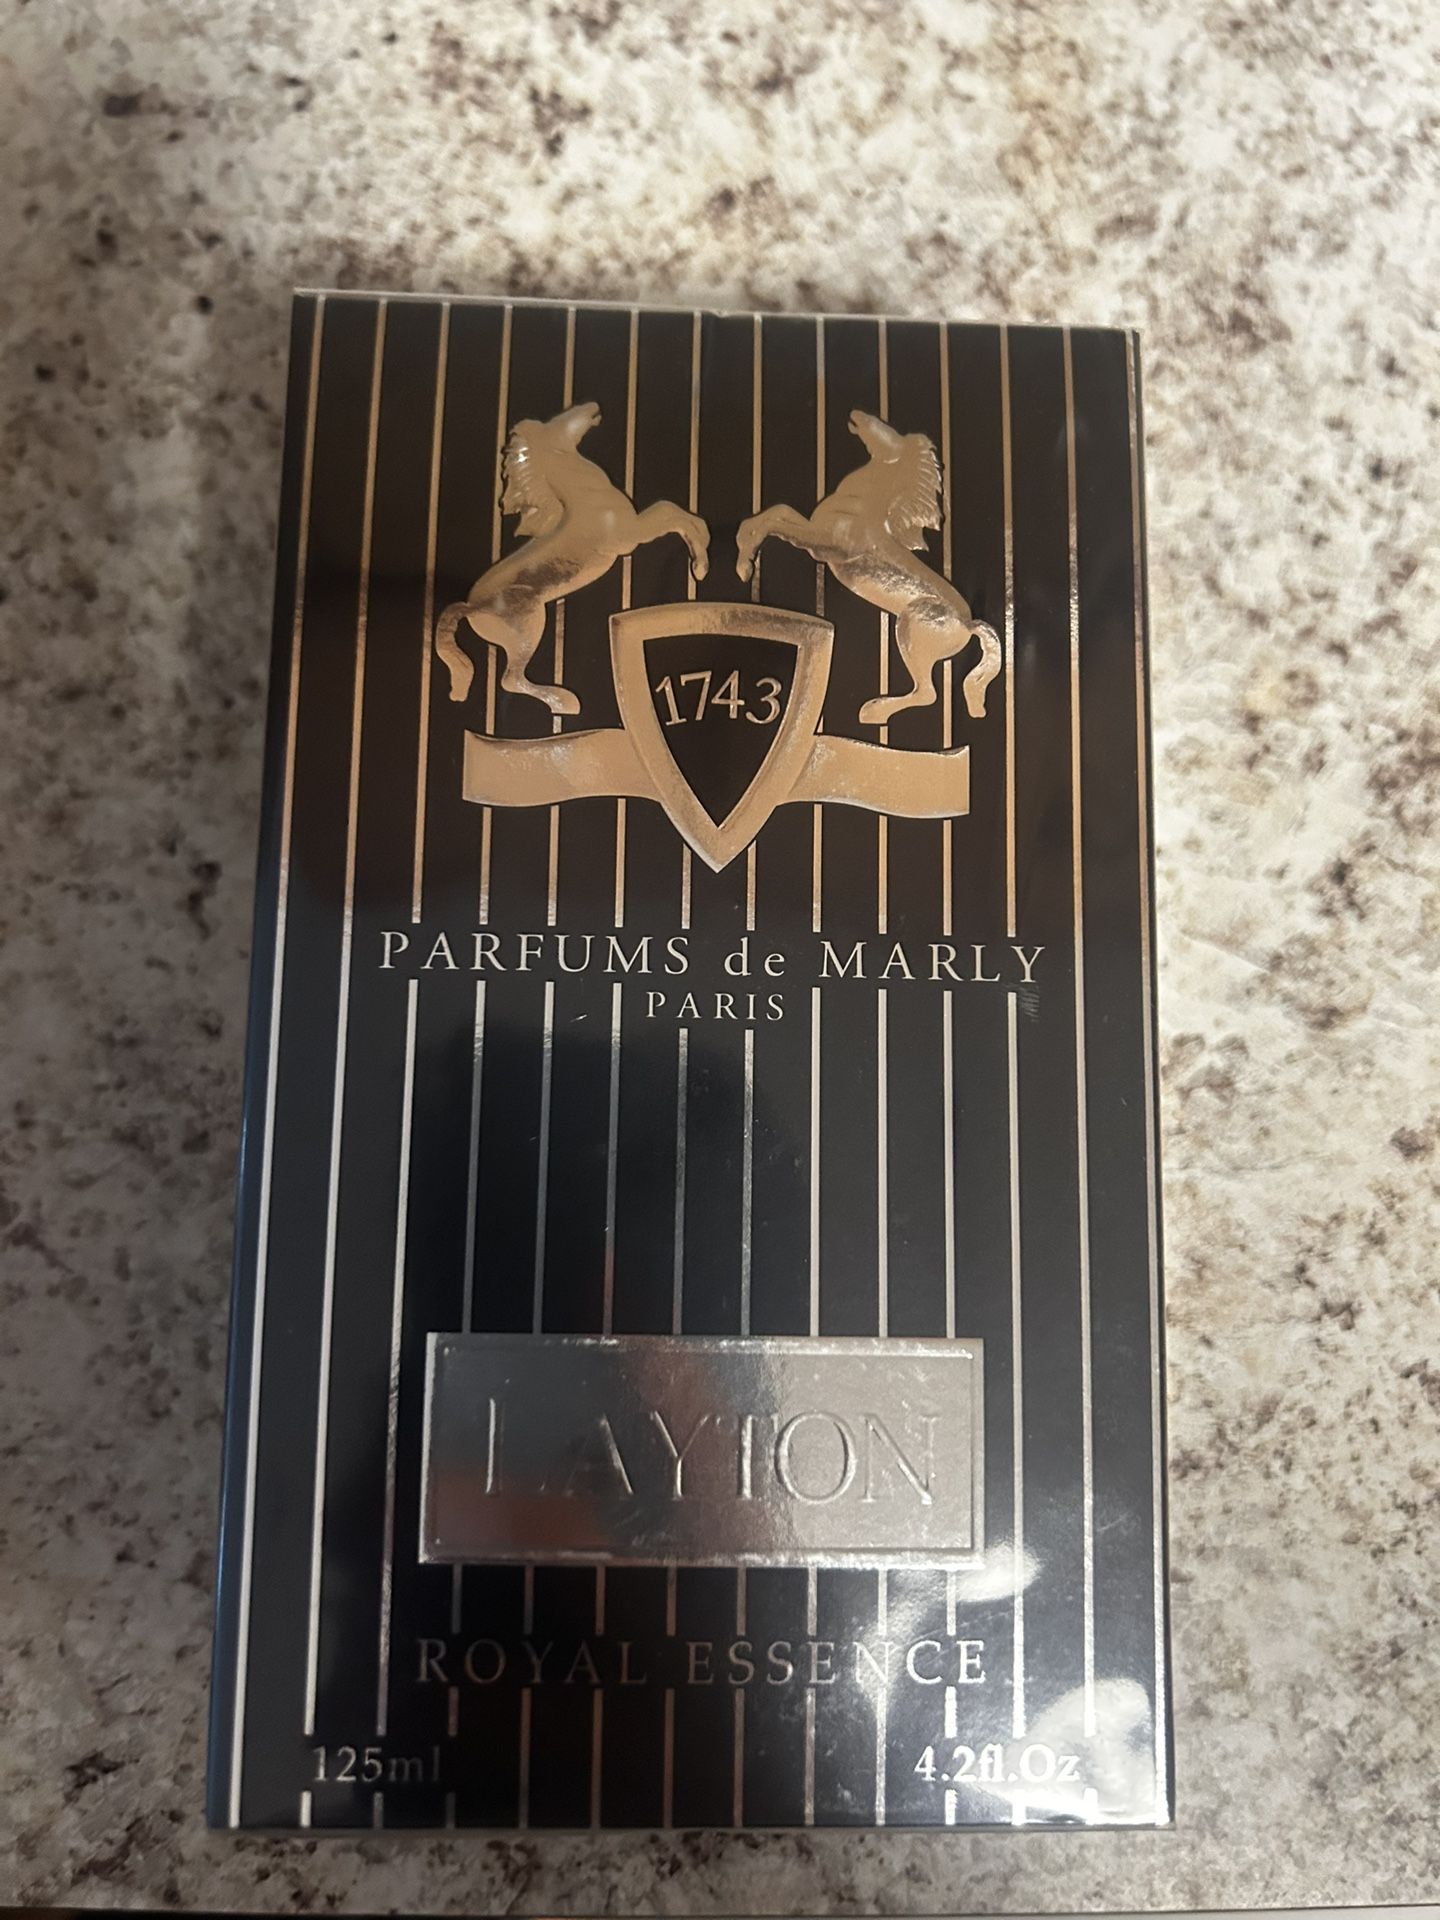 1743
PARFUMS de MARLY
PARIS
LAYTON
ROYAL ESSENCE
125ml
4.2fl.Oz